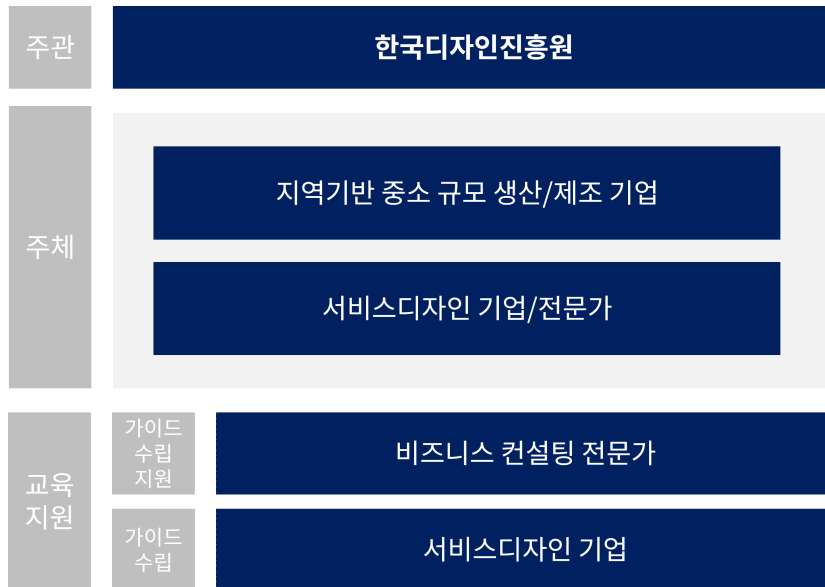 주관
한국디자인진흥원
주체
지역기반 중소 규모 생산/제조 기업
서비스디자인 기업/전문가
교육
지원
가이드
수립
지원
비즈니스 컨설팅 전문가
가이드
수립
서비스디자인 기업